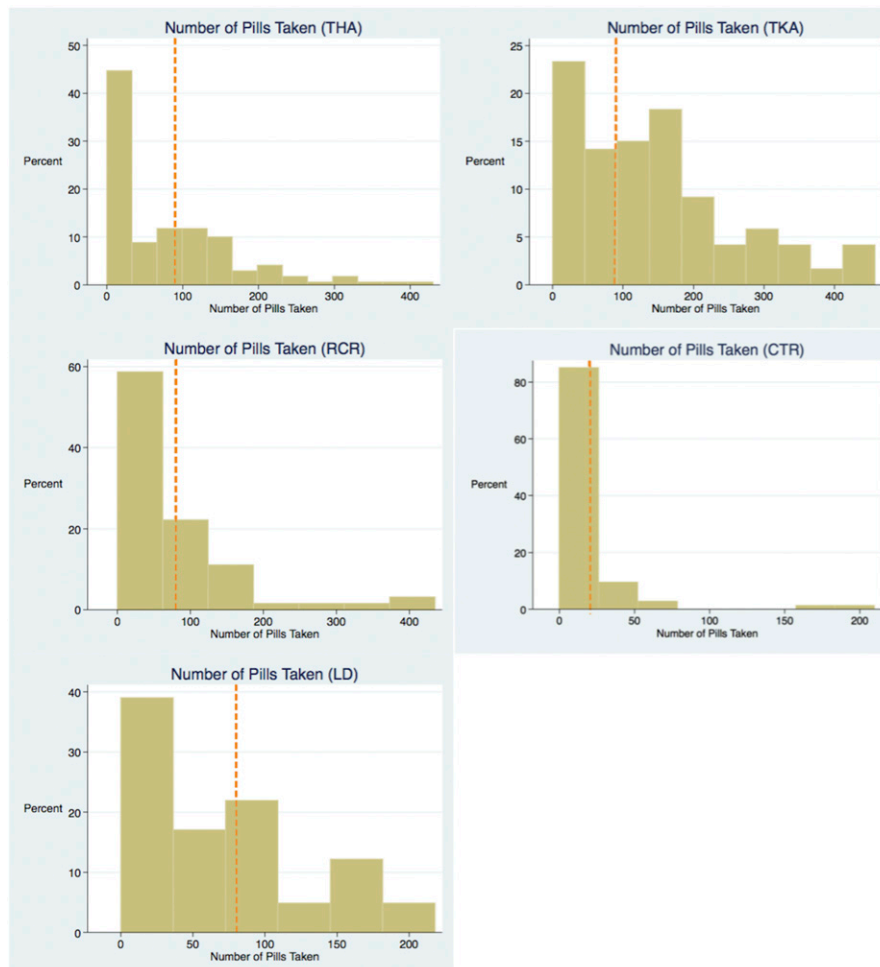 Number of Pills Taken (THA)
50
40
30
20
10
0
Percent
0 100 200 300 400
Number of Pills Taken
Number of Pills Taken (TKA)
25
20
15
10
5
0
Percent
0 100 200 300 400
Number of Pills Taken
Number of Pills Taken (RCR)
60
40
20
0
Percent
0 100 200 300 400
Number of Pills Taken
Number of Pills Taken (CTR)
80
60
40
20
0
Percent
0 50 100 150 200
Number of Pills Taken
Number of Pills Taken (LD)
40
30
20
10
0
Percent
0 50 100 150 200
Number of Pills Taken